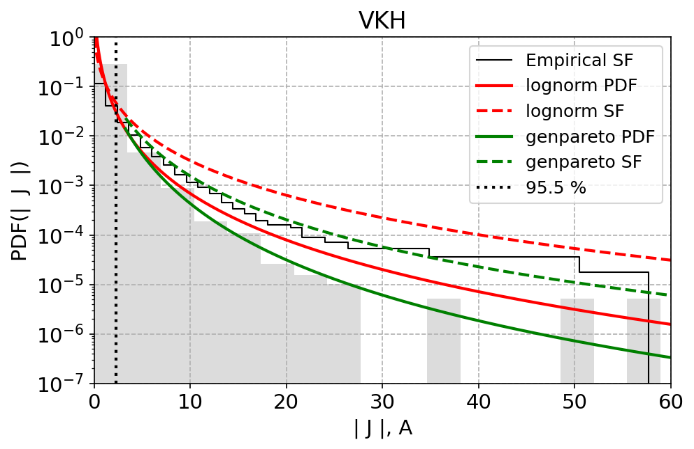 VKH
PDF(| J |)
10^0
10^-1
10^-2
10^-3
10^-4
10^-5
10^-6
10^-7
Empirical SF
lognorm PDF
lognorm SF
genpareto PDF
genpareto SF
95.5 %
0 10 20 30 40 50 60
| J |, A